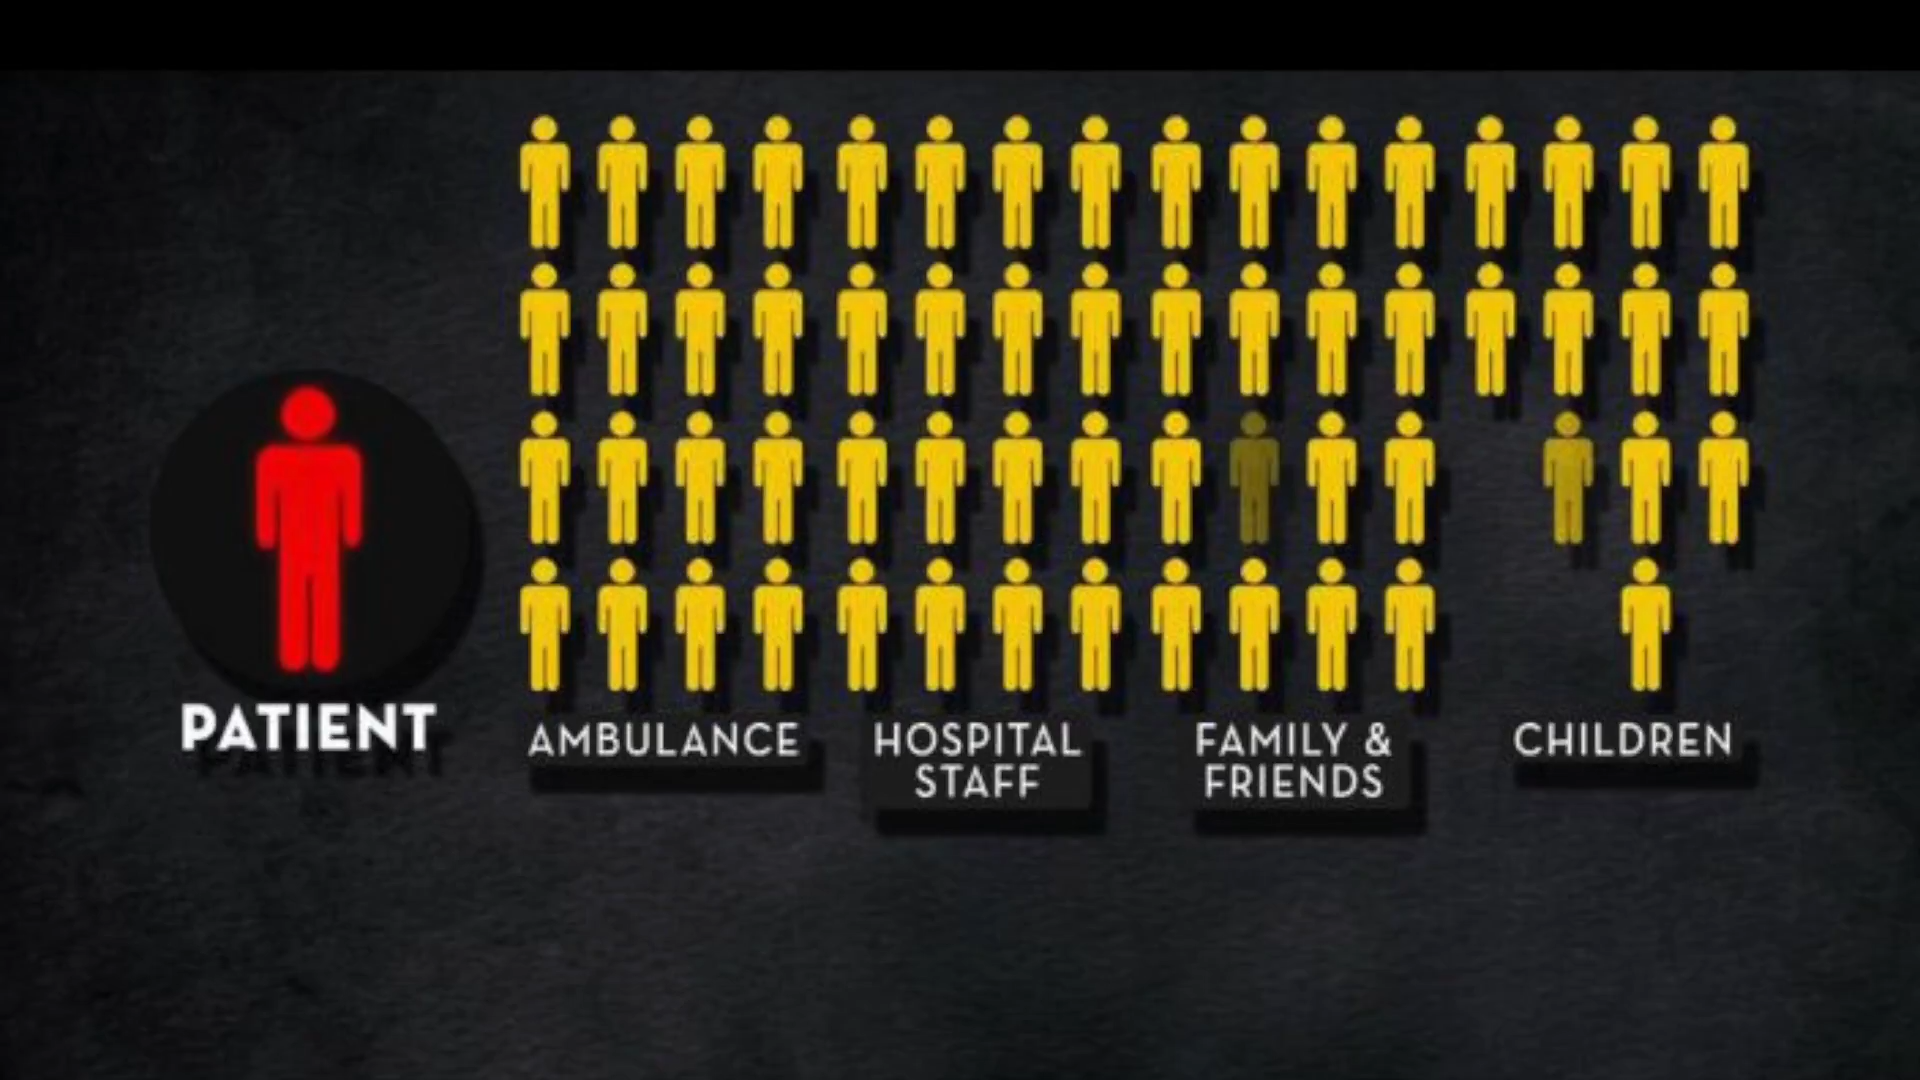 PATIENT
AMBULANCE
HOSPITAL
STAFF
FAMILY &
FRIENDS
CHILDREN